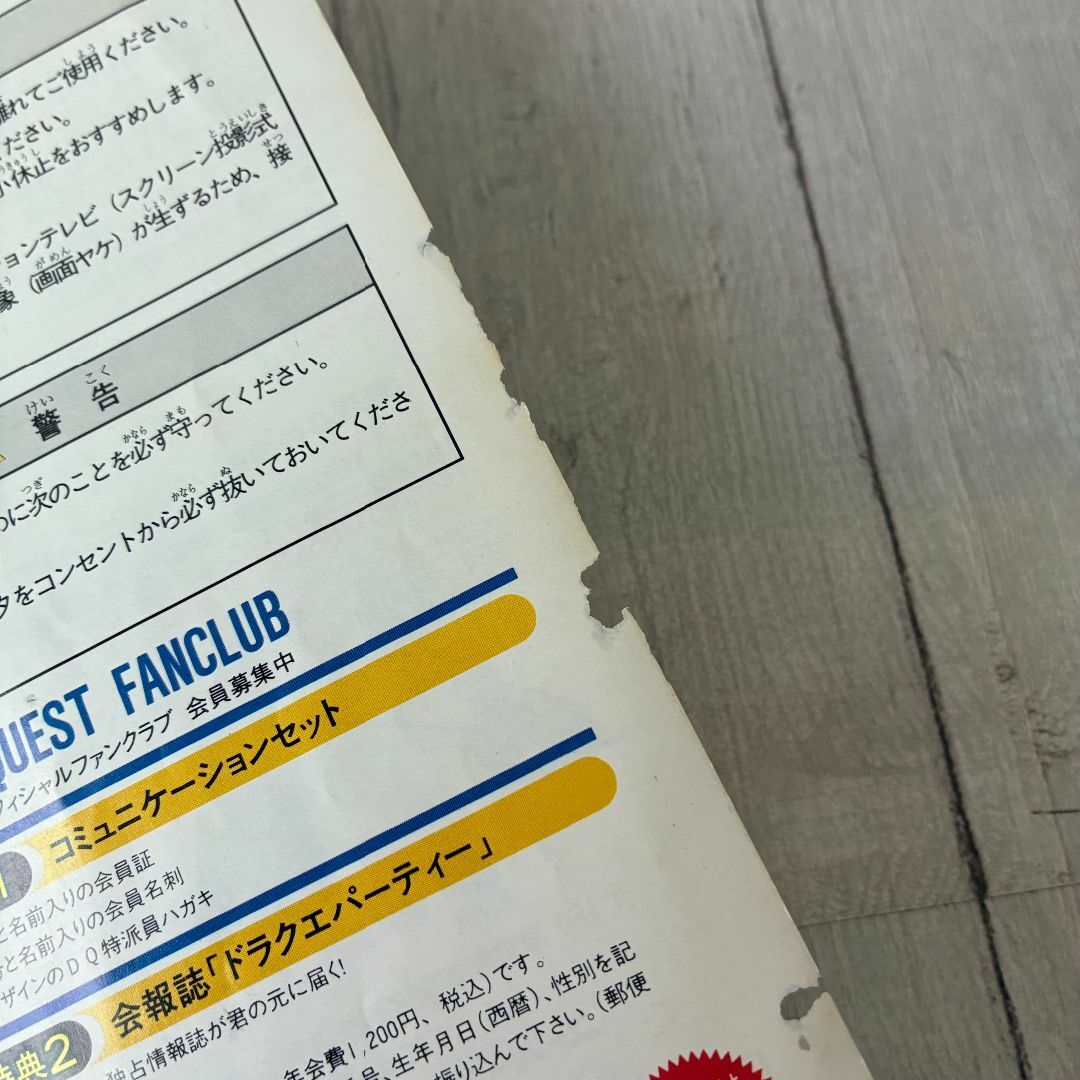 離れてご使用ください。
ください。
小休止をおすすめします。
ョンテレビ（スクリーン投影式
象（画面ヤケ）が生ずるため、接
警告
めに次のことを必ず守ってください。
タをコンセントから必ず抜いておいてくださ
QUEST FANCLUB
フィシャルファンクラブ 会員募集中
1 コミュニケーションセット
と名前入りの会員証
号と名前入りの会員名刺
ザインのDQ特派員ハガキ
特典2 会報誌「ドラクエパーティー」
独占情報誌が君の元に届く!
年会費1,200円、税込)です。
号、生年月日(西暦)、性別を記
振り込んで下さい。(郵便